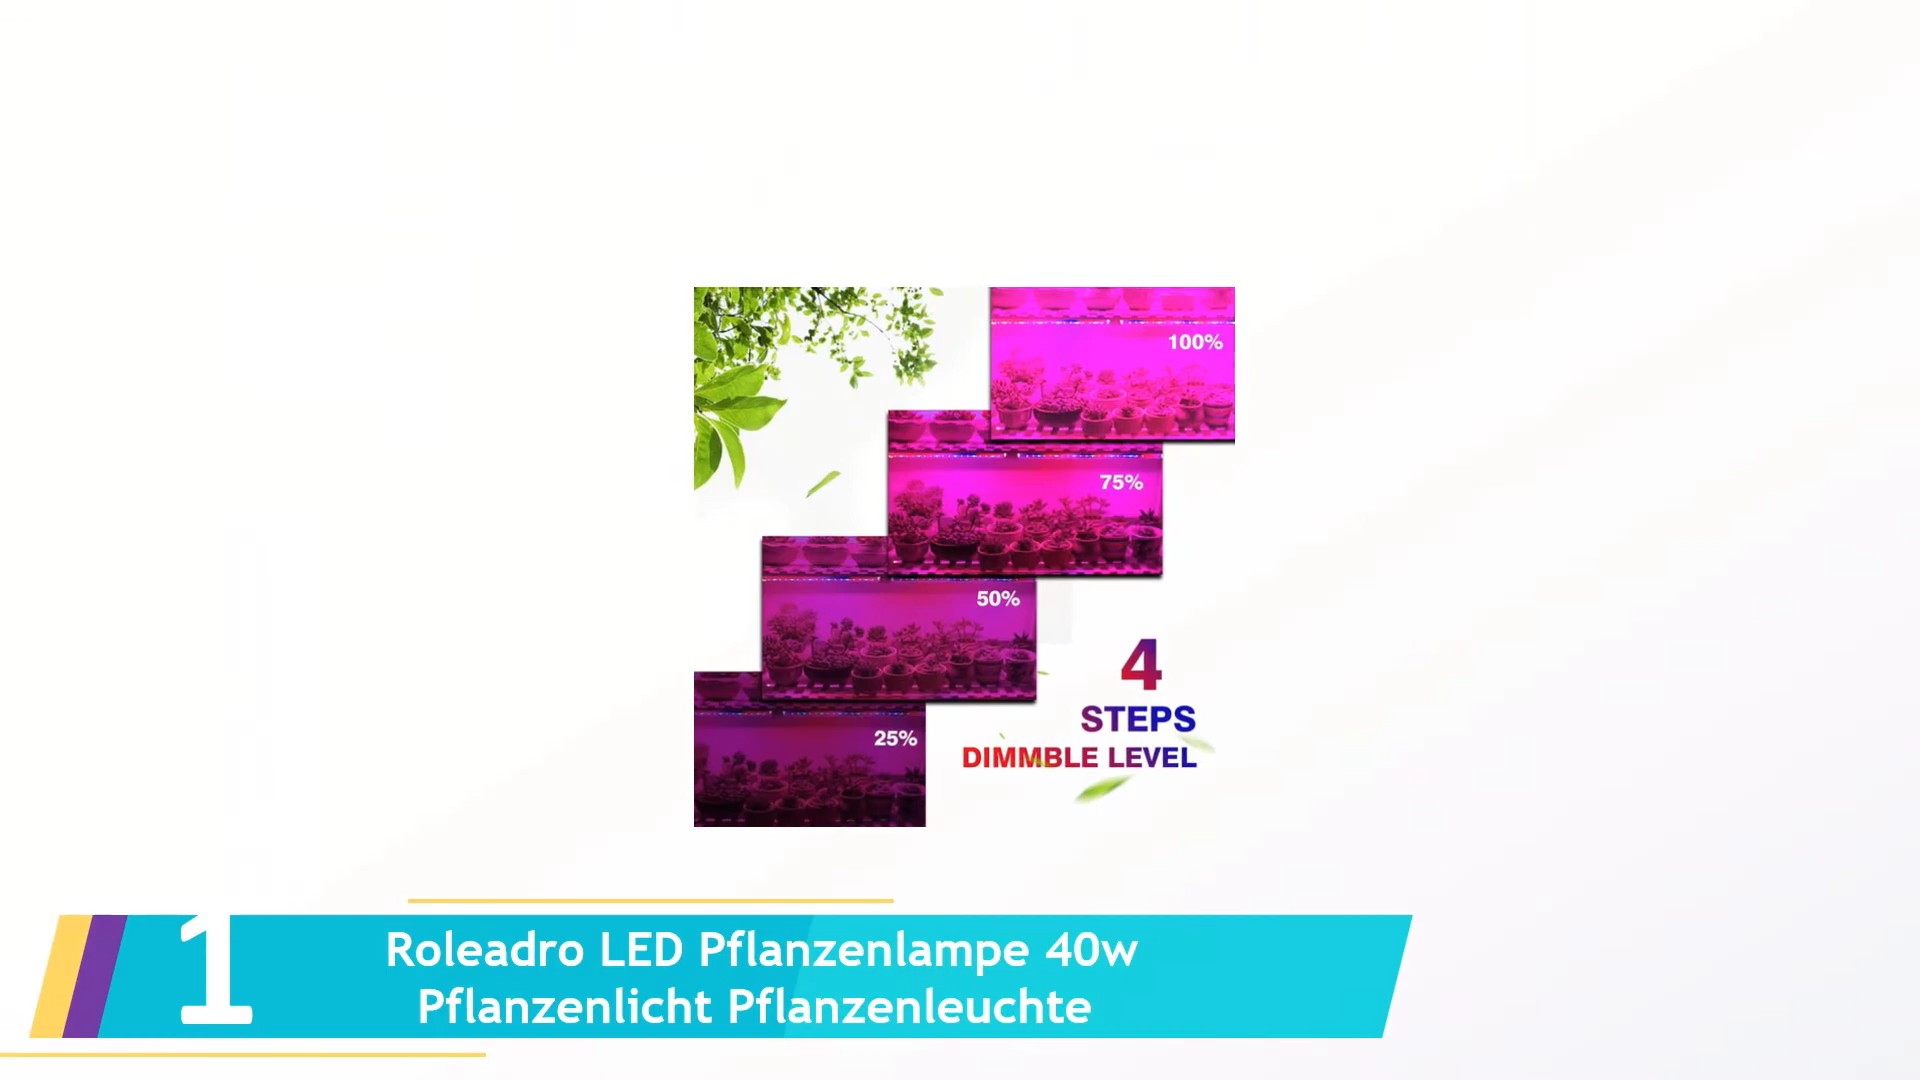 100%
75%
50%
25%
4
STEPS
DIMMBLE LEVEL
1
Roleadro LED Pflanzenlampe 40w
Pflanzenlicht Pflanzenleuchte